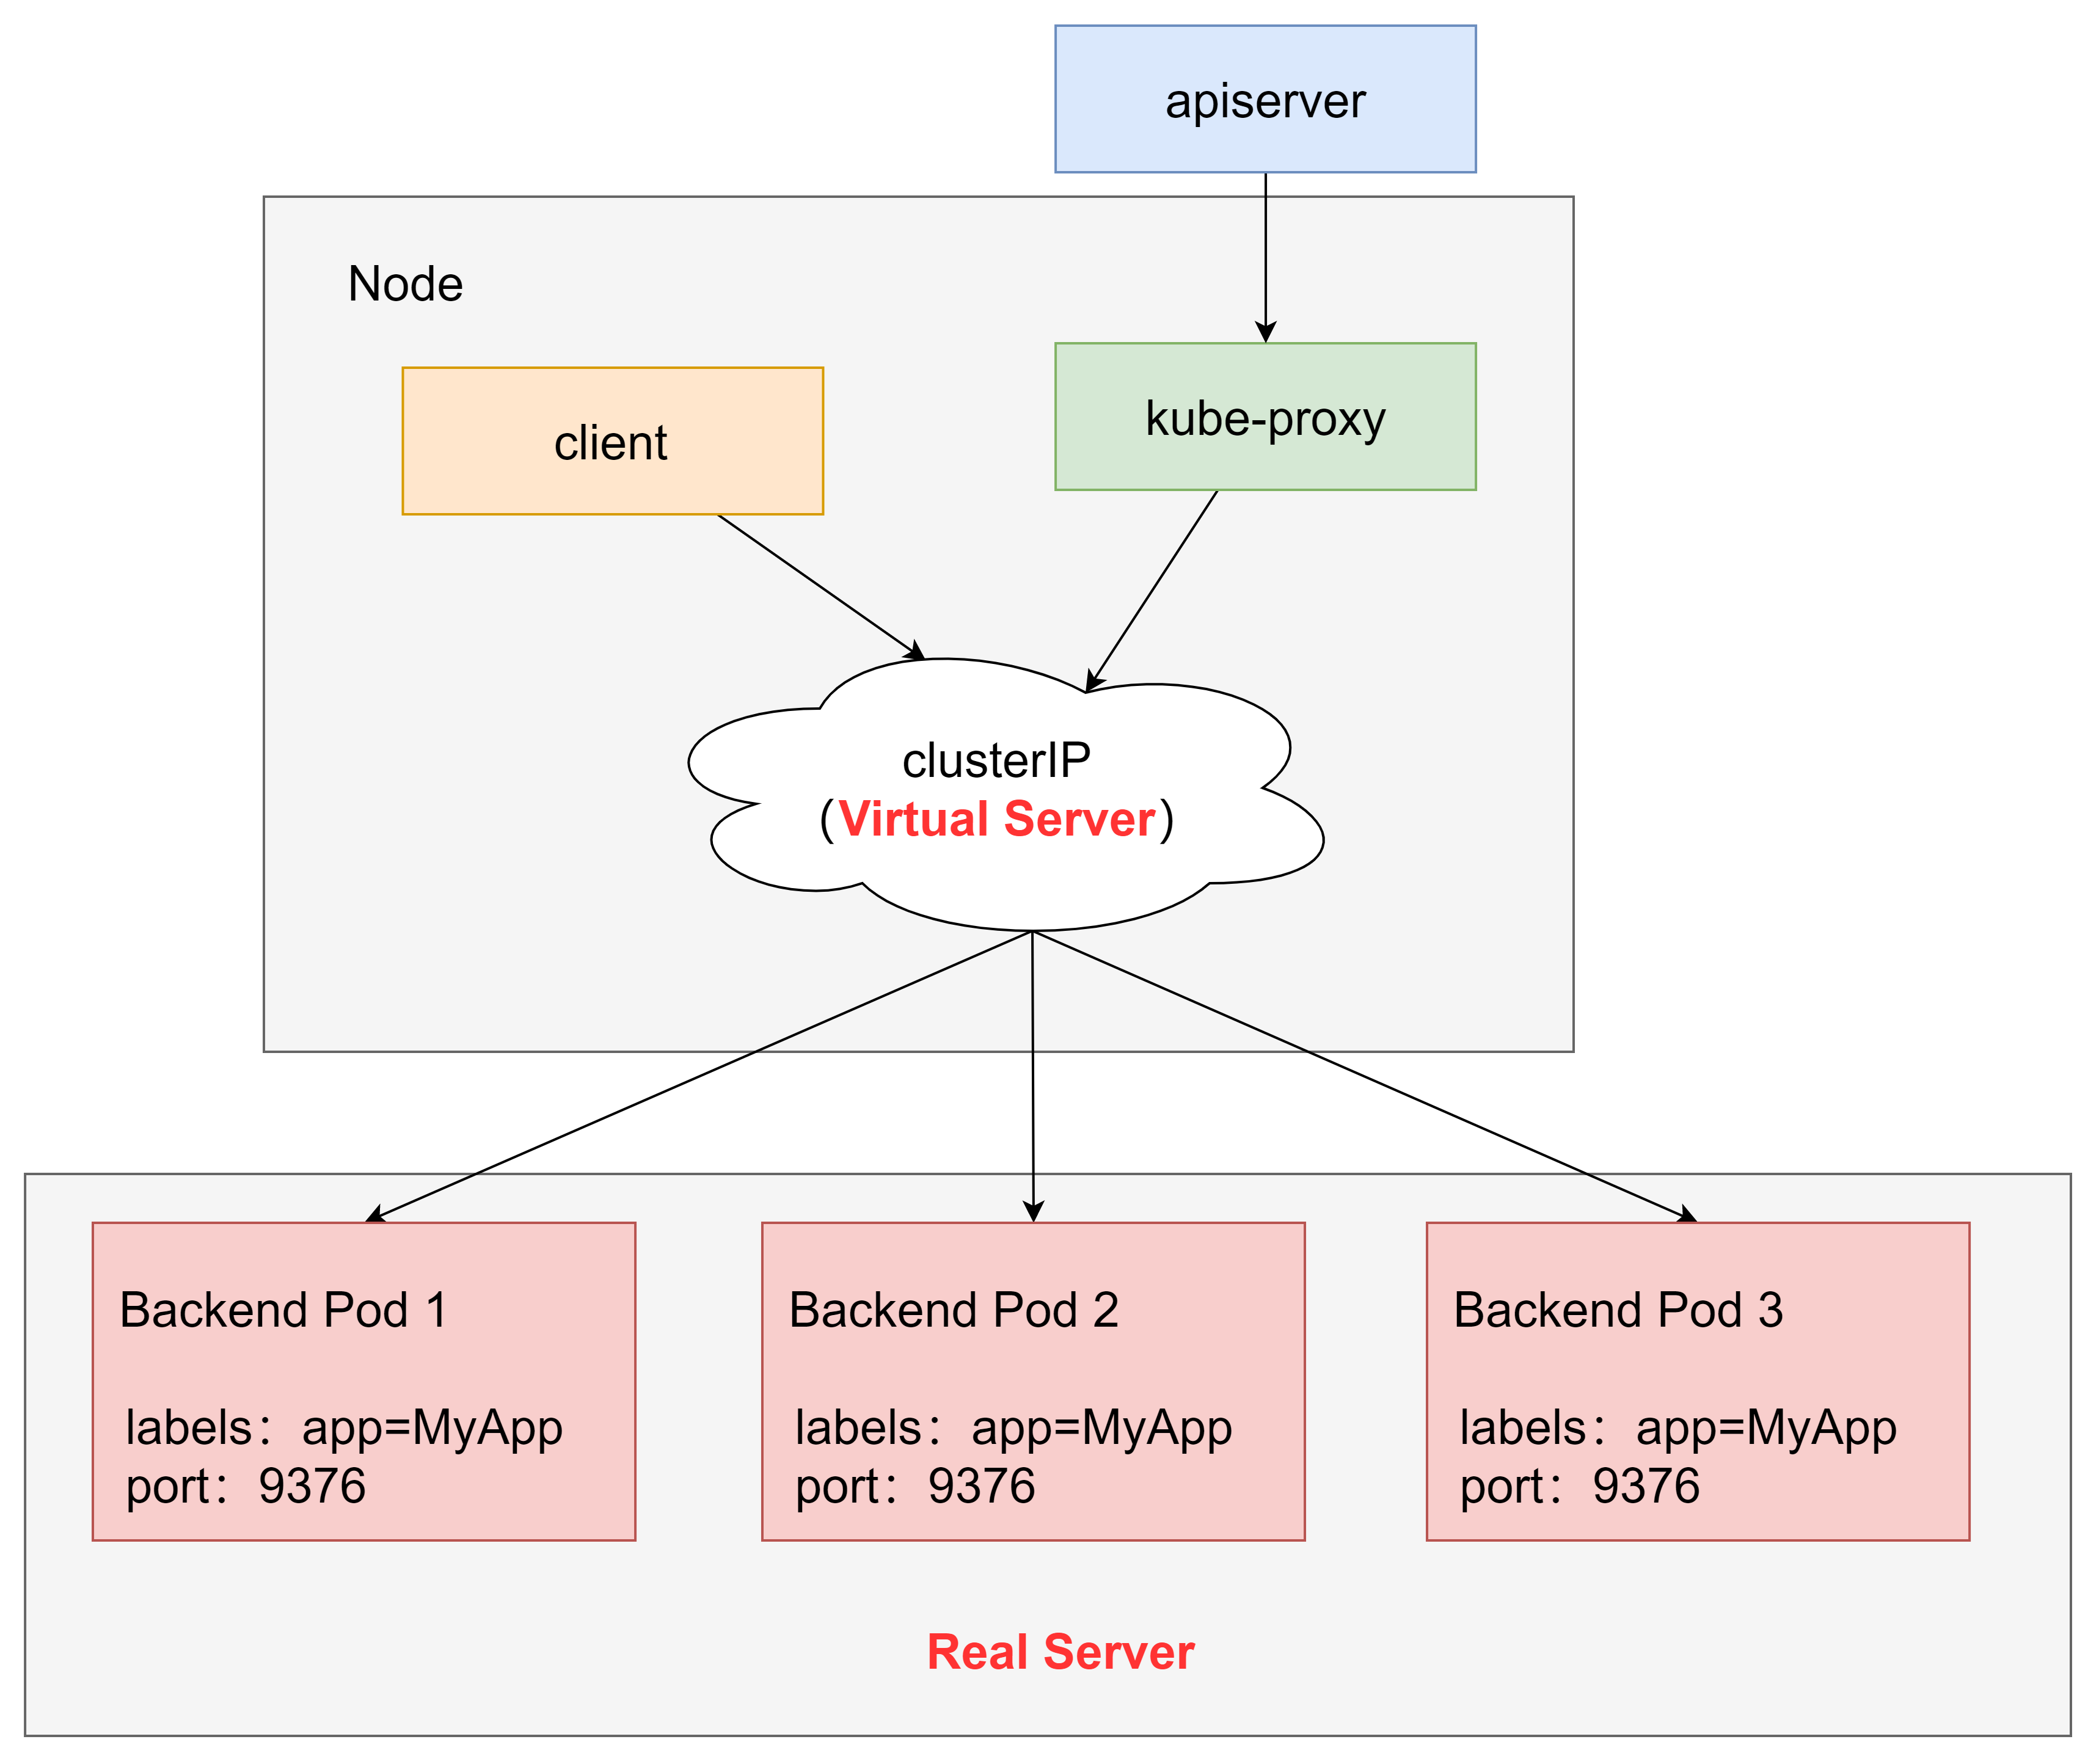 apiserver
Node
client
kube-proxy
clusterIP
(Virtual Server)
Backend Pod 1
labels: app=MyApp
port: 9376
Backend Pod 2
labels: app=MyApp
port: 9376
Backend Pod 3
labels: app=MyApp
port: 9376
Real Server